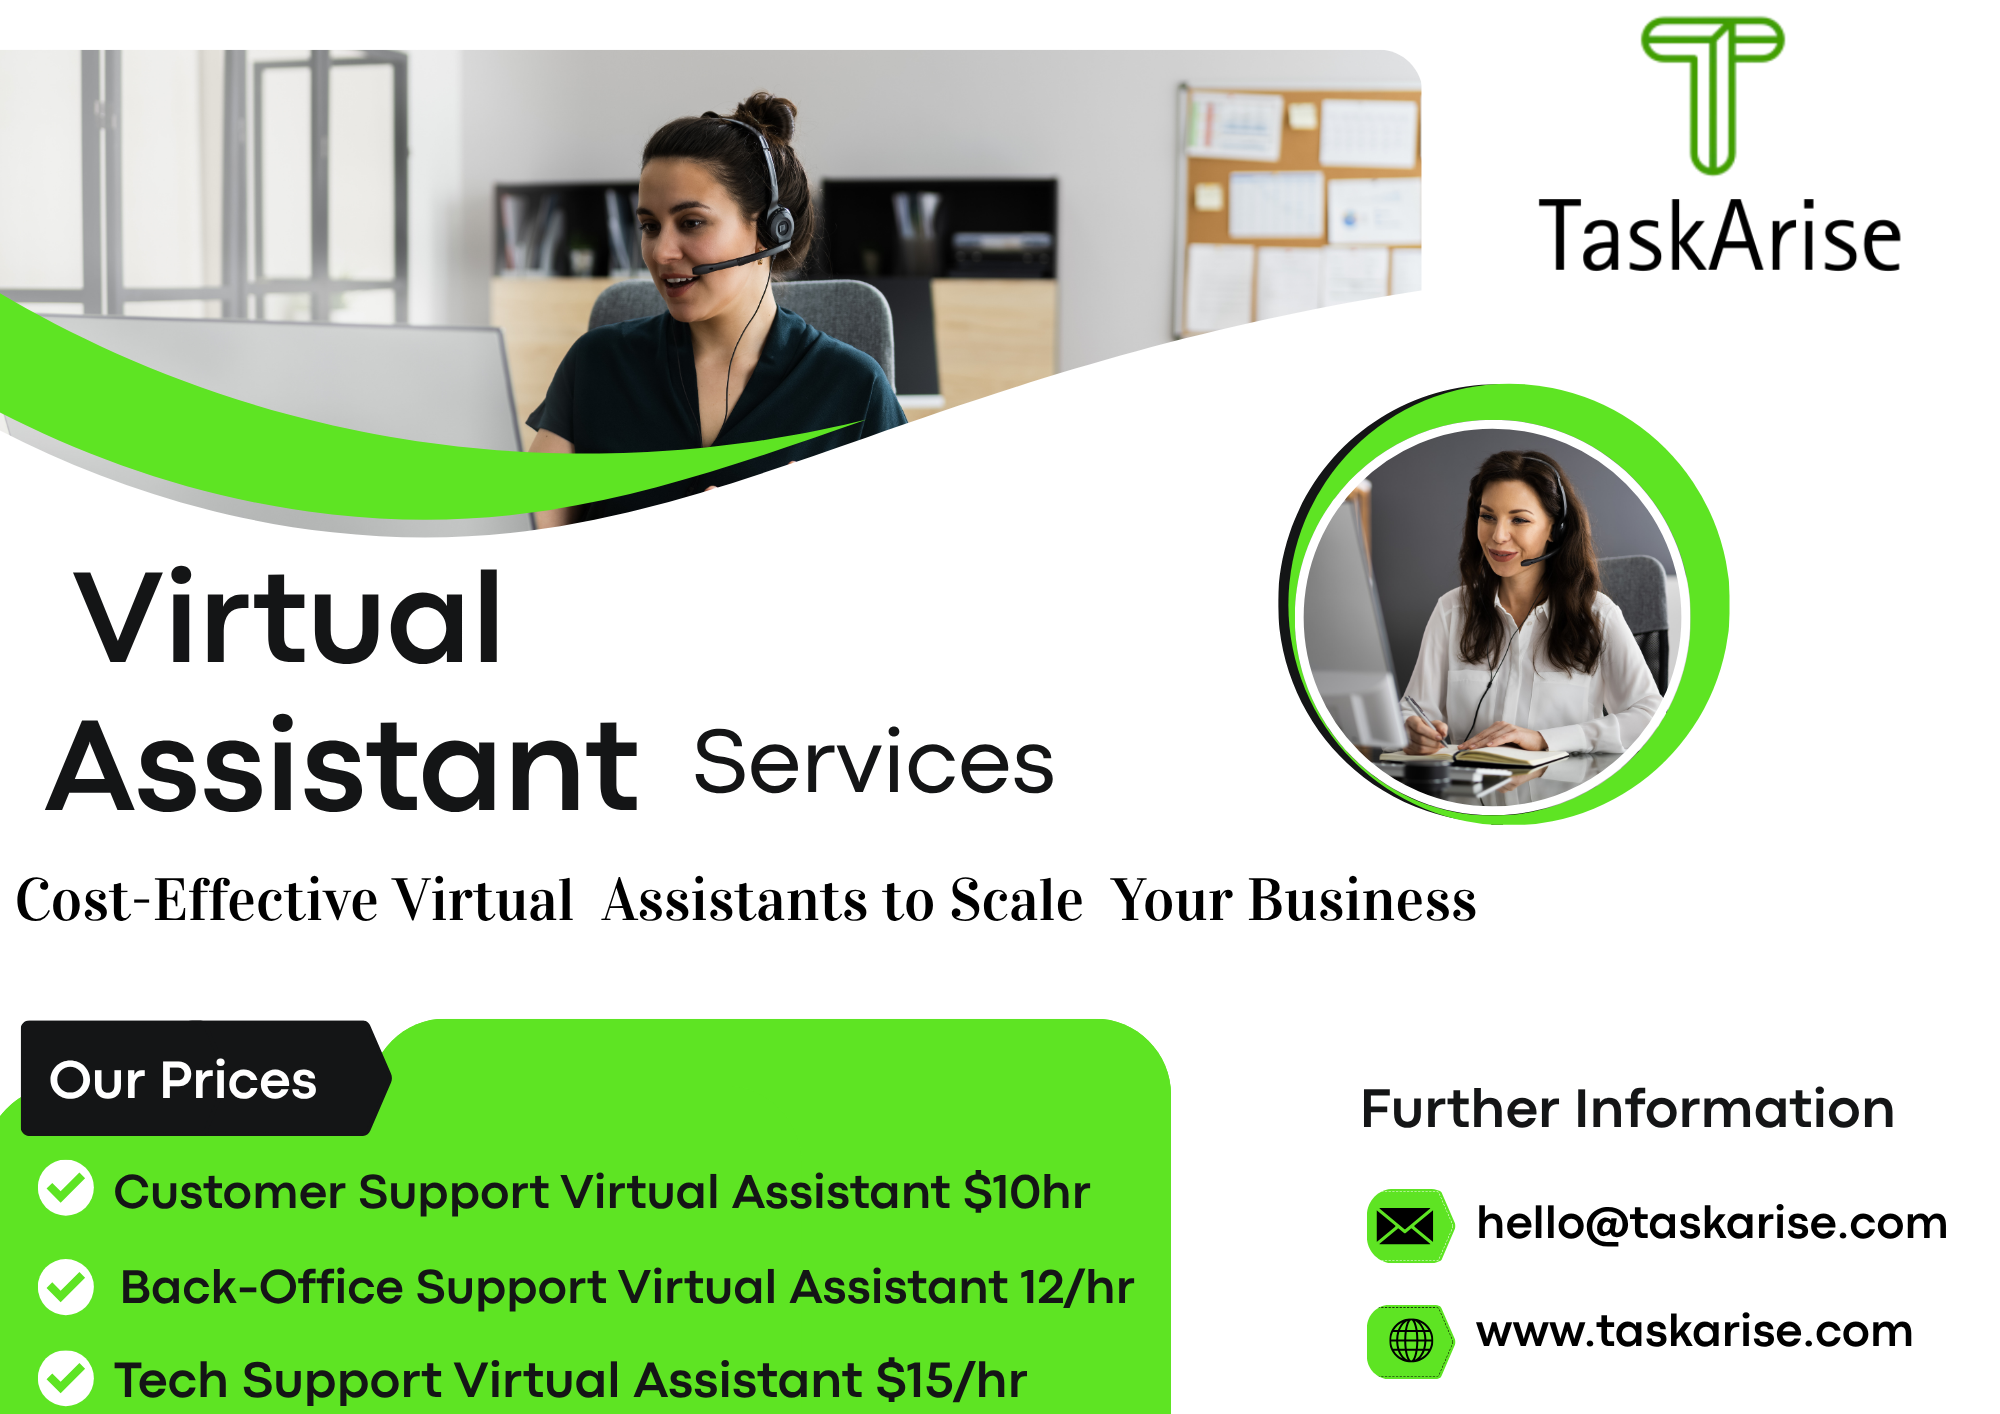 TaskArise
Virtual
Assistant Services
Cost-Effective Virtual Assistants to Scale Your Business
Our Prices
Customer Support Virtual Assistant $10hr
Back-Office Support Virtual Assistant 12/hr
Tech Support Virtual Assistant $15/hr
Further Information
hello@taskarise.com
www.taskarise.com